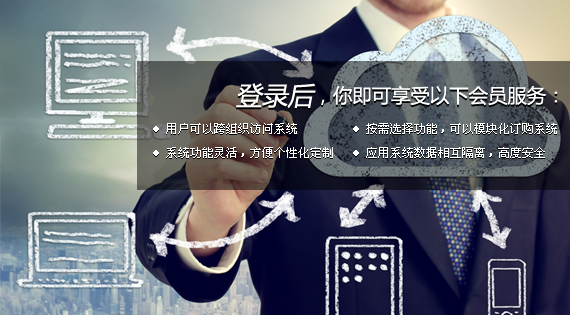 登录后，你即可享受以下会员服务：
◆ 用户可以跨组织访问系统
◆ 按需选择功能，可以模块化订购系统
◆ 系统功能灵活，方便个性化定制
◆ 应用系统数据相互隔离，高度安全